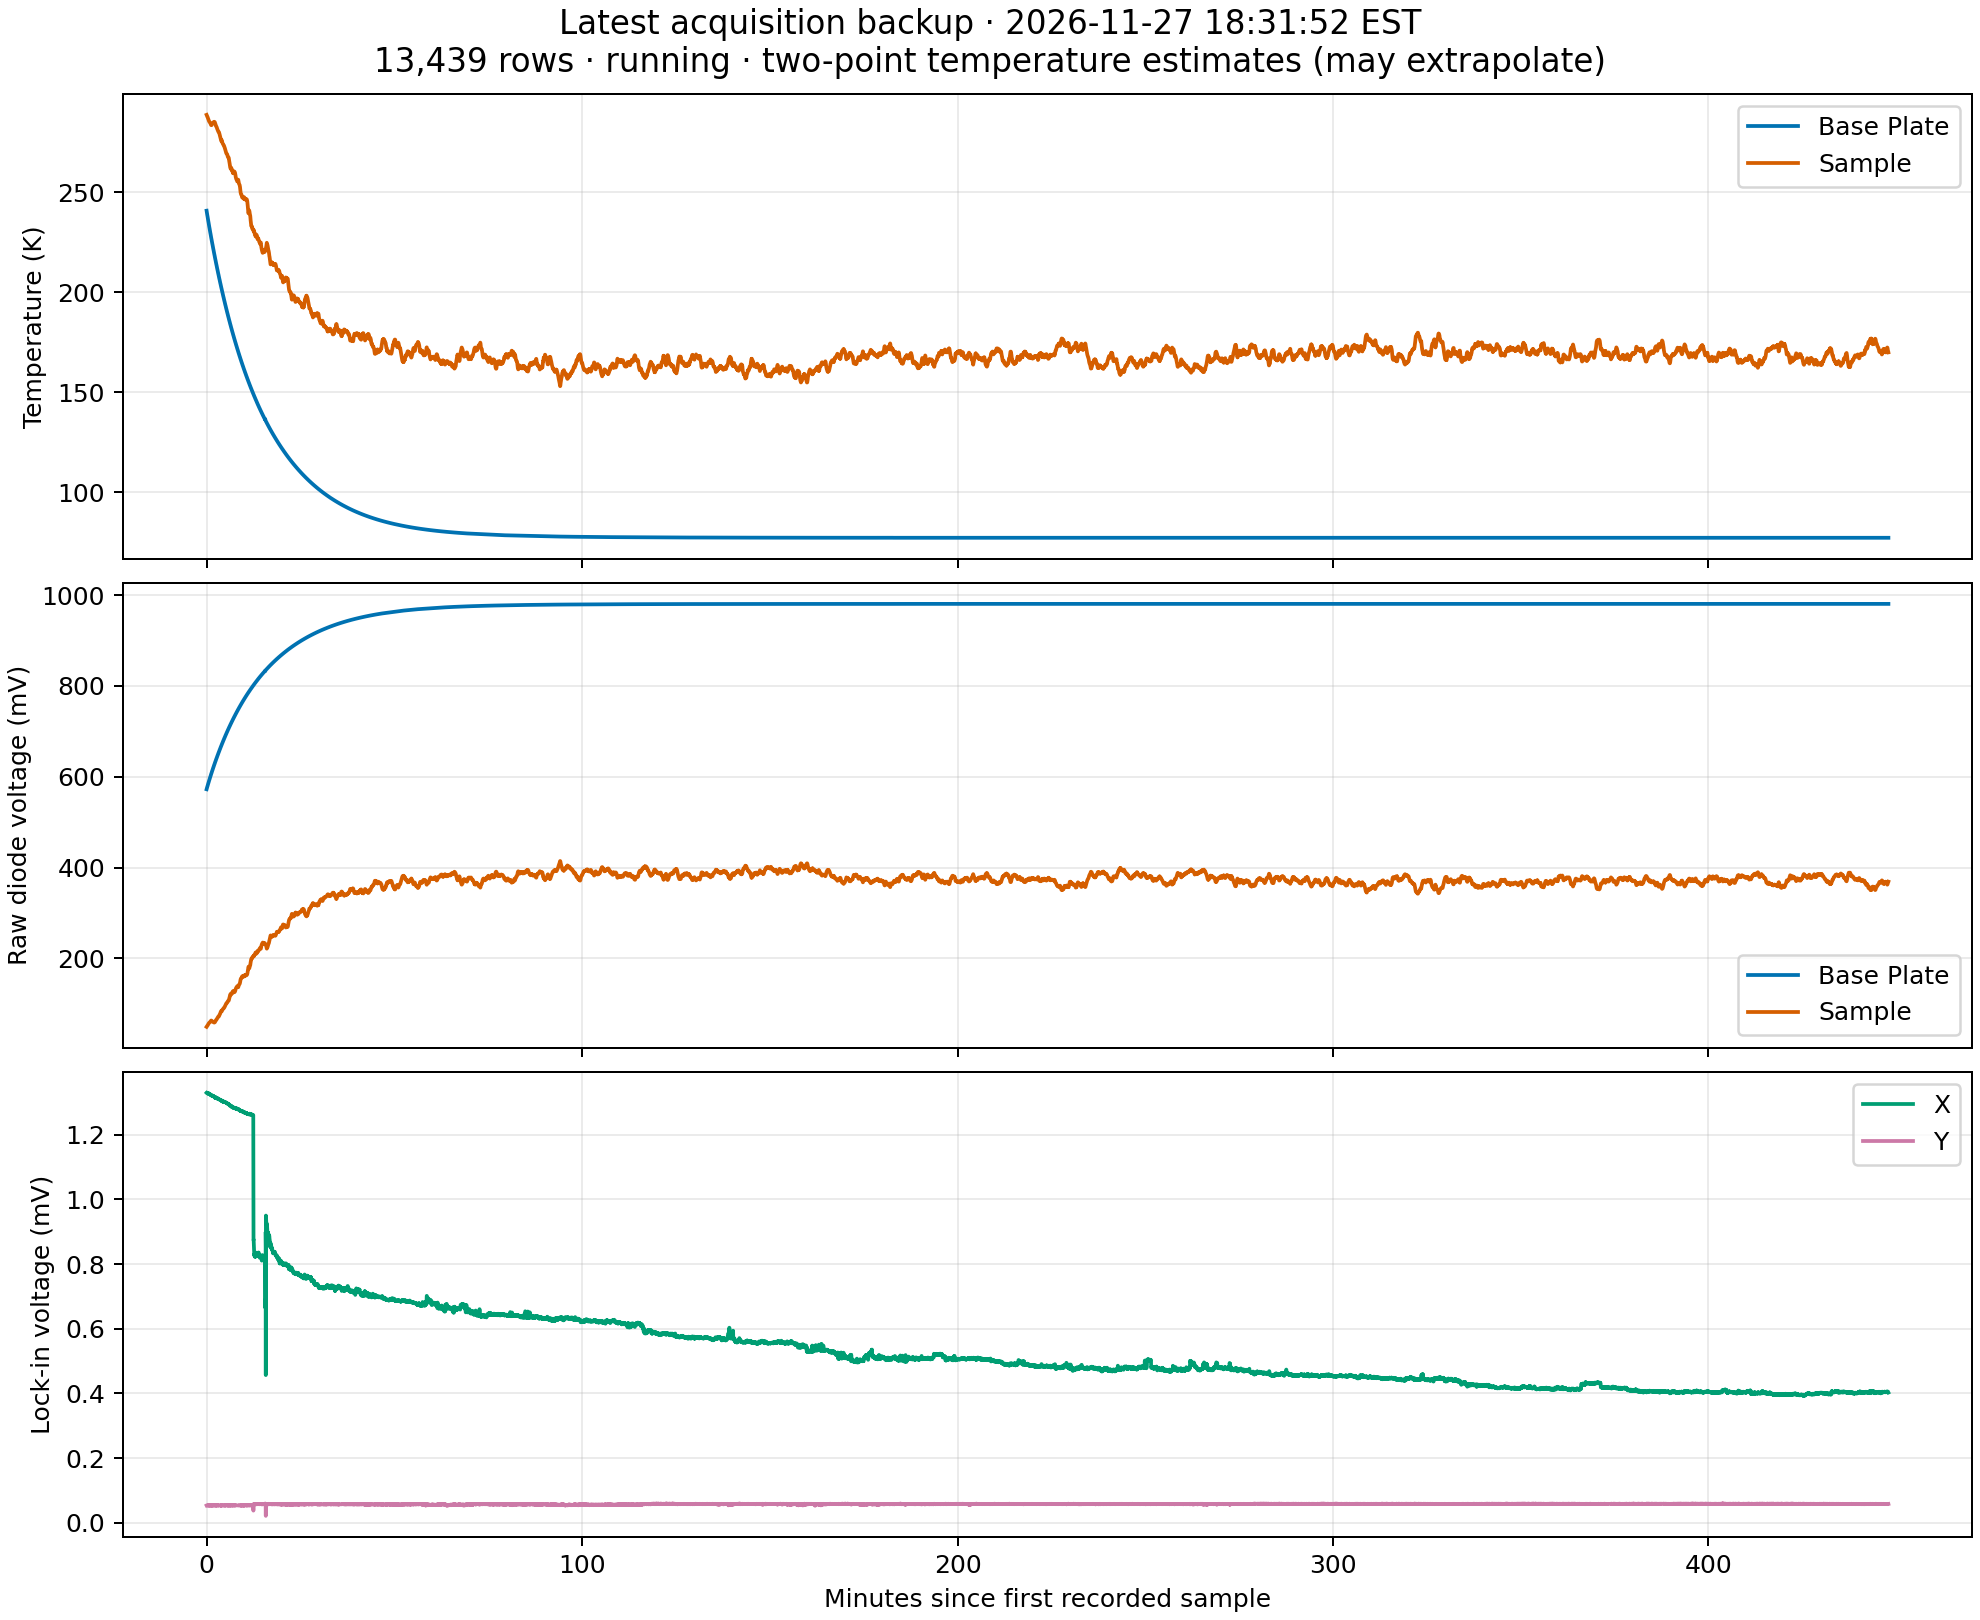 Latest acquisition backup · 2026-11-27 18:31:52 EST
13,439 rows · running · two-point temperature estimates (may extrapolate)
Temperature (K)
250
200
150
100
Base Plate
Sample
Raw diode voltage (mV)
1000
800
600
400
200
Base Plate
Sample
Lock-in voltage (mV)
1.2
1.0
0.8
0.6
0.4
0.2
0.0
X
Y
0 100 200 300 400
Minutes since first recorded sample